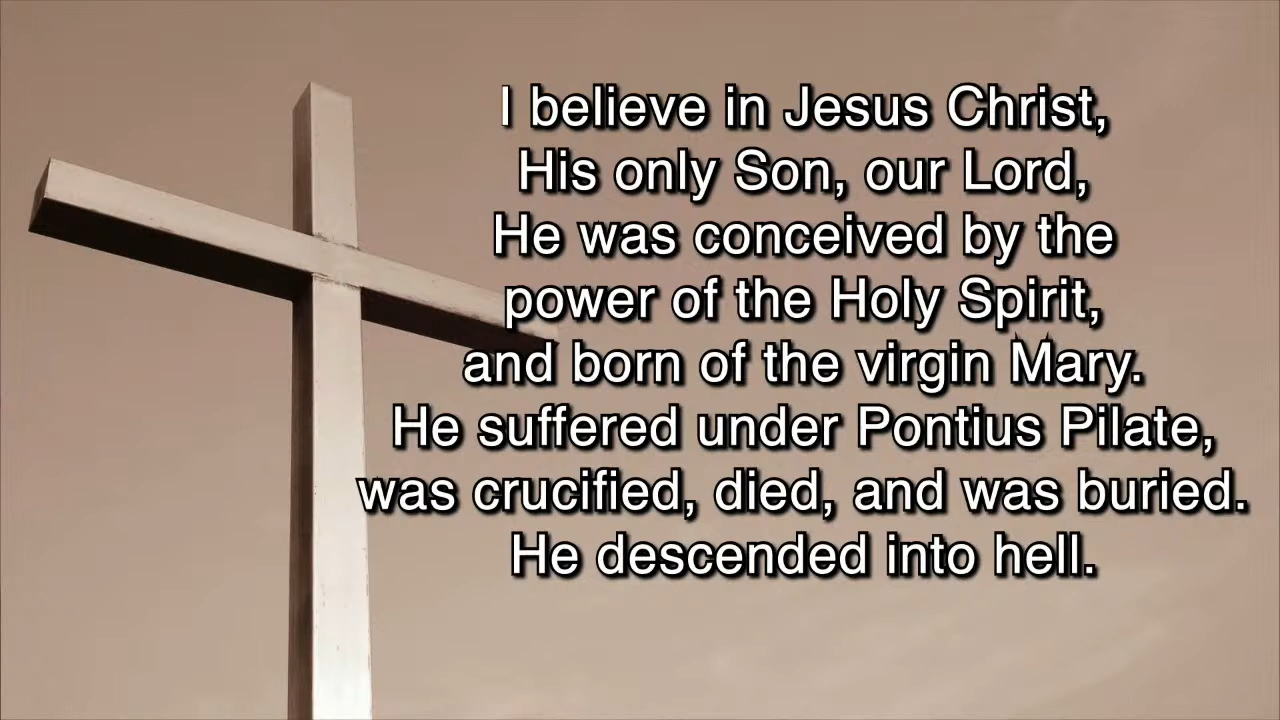 I believe in Jesus Christ,
His only Son, our Lord,
He was conceived by the
power of the Holy Spirit,
and born of the virgin Mary.
He suffered under Pontius Pilate,
was crucified, died, and was buried.
He descended into hell.